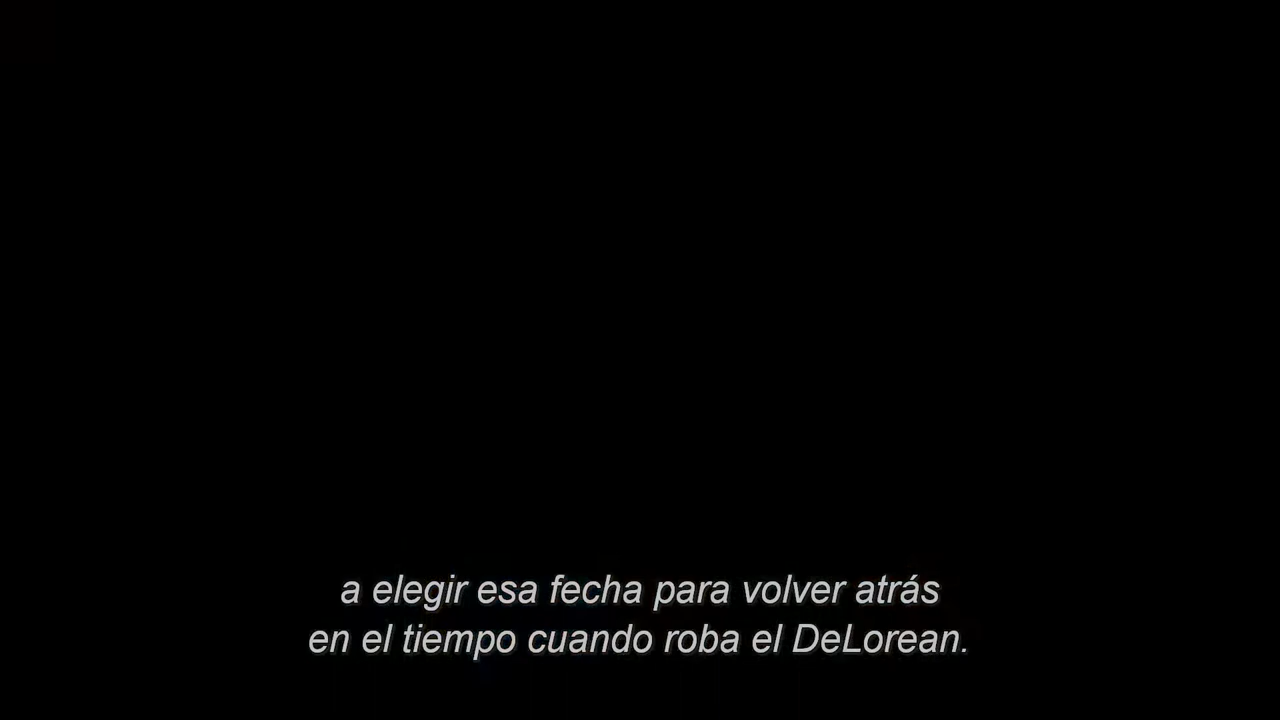 a elegir esa fecha para volver atrás
en el tiempo cuando roba el DeLorean.